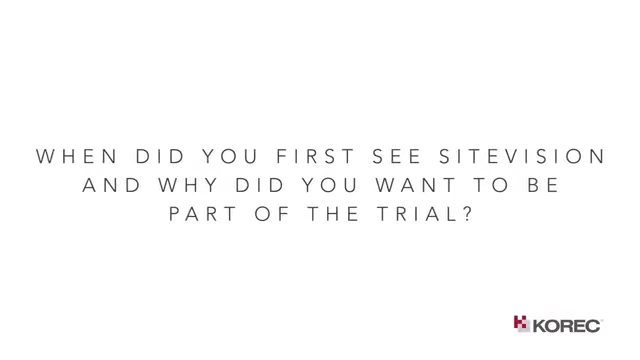 WHEN DID YOU FIRST SEE SITEVISION
AND WHY DID YOU WANT TO BE
PART OF THE TRIAL?
KOREC